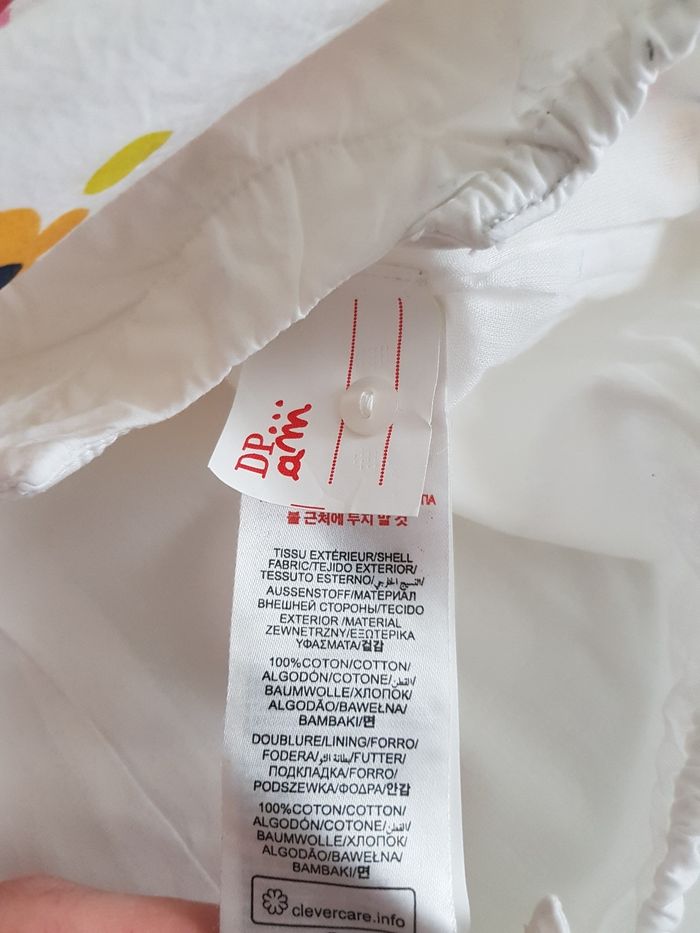 DP...
am
ΠΑ
불 근처에 두지 말 것
TISSU EXTÉRIEUR/SHELL
FABRIC/TEJIDO EXTERIOR/
TESSUTO ESTERNO/النسيج الخارجي/
AUSSENSTOFF/МАТЕРИАЛ
ВНЕШНЕЙ СТОРОНЫ/TECIDO
EXTERIOR /MATERIAL
ZEWNETRZNY/ΕΞΩΤΕΡΙΚΑ
ΥΦΑΣΜΑΤΑ/겉감
100%COTON/COTTON/
ALGODÓN/COTONE/القطن/
BAUMWOLLE/ХЛОПОК/
ALGODÃO/BAWEŁNA/
BAMBAKI/면
DOUBLURE/LINING/FORRO/
FODERA/بطانة الثو/FUTTER/
ПОДКЛАДКА/FORRO/
PODSZEWKA/ΦΟΔΡΑ/안감
100%COTON/COTTON/
ALGODÓN/COTONE/القطن/
BAUMWOLLE/ХЛОПОК/
ALGODÃO/BAWEŁNA/
BAMBAKI/면
clevercare.info